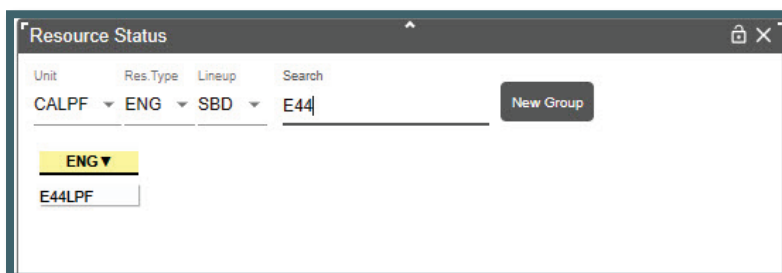 Resource Status
Unit Res.Type Lineup Search
CALPF ENG SBD E44 New Group
ENG▼
E44LPF